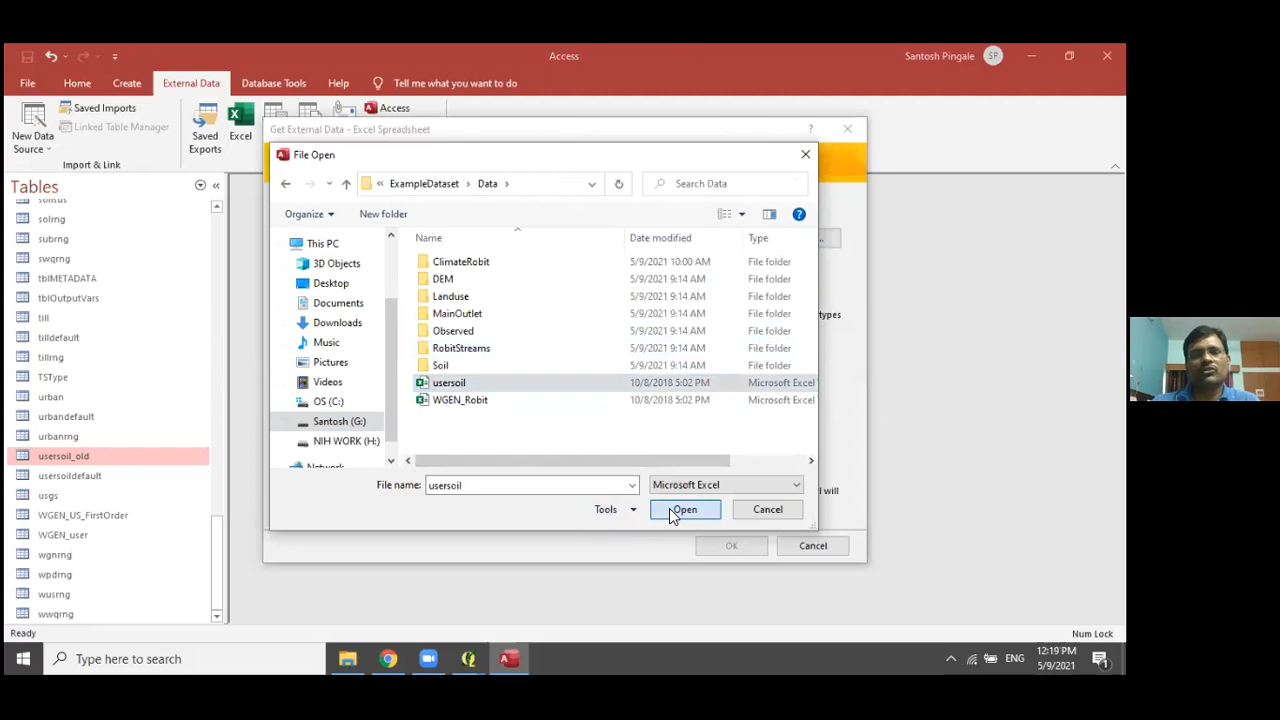 Access
Santosh Pingale
SP
File Home Create External Data Database Tools Help Tell me what you want to do
New Data Source
Saved Imports
Linked Table Manager
Import & Link
Saved Exports
Excel
Access
Get External Data - Excel Spreadsheet
?
File Open
« ExampleDataset › Data ›
Search Data
Organize
New folder
Tables
solrng
subrng
swqrng
tblMETADATA
tblOutputVars
till
tilldefault
tillrng
TSType
urban
urbandefault
urbanrng
usersoil_old
usersoildefault
usgs
WGEN_US_FirstOrder
WGEN_user
wgnrng
wpdrng
wusrng
wwqrng
This PC
3D Objects
Desktop
Documents
Downloads
Music
Pictures
Videos
OS (C:)
Santosh (G:)
NIH WORK (H:)
Network
Name Date modified Type
ClimateRobit 5/9/2021 10:00 AM File folder
DEM 5/9/2021 9:14 AM File folder
Landuse 5/9/2021 9:14 AM File folder
MainOutlet 5/9/2021 9:14 AM File folder
Observed 5/9/2021 9:14 AM File folder
RobitStreams 5/9/2021 9:14 AM File folder
Soil 5/9/2021 9:14 AM File folder
usersoil 10/8/2018 5:02 PM Microsoft Excel
WGEN_Robit 10/8/2018 5:02 PM Microsoft Excel
File name: usersoil
Microsoft Excel
Tools
Open
Cancel
types
will
OK
Cancel
Ready
Num Lock
Type here to search
ENG
12:19 PM
5/9/2021
1